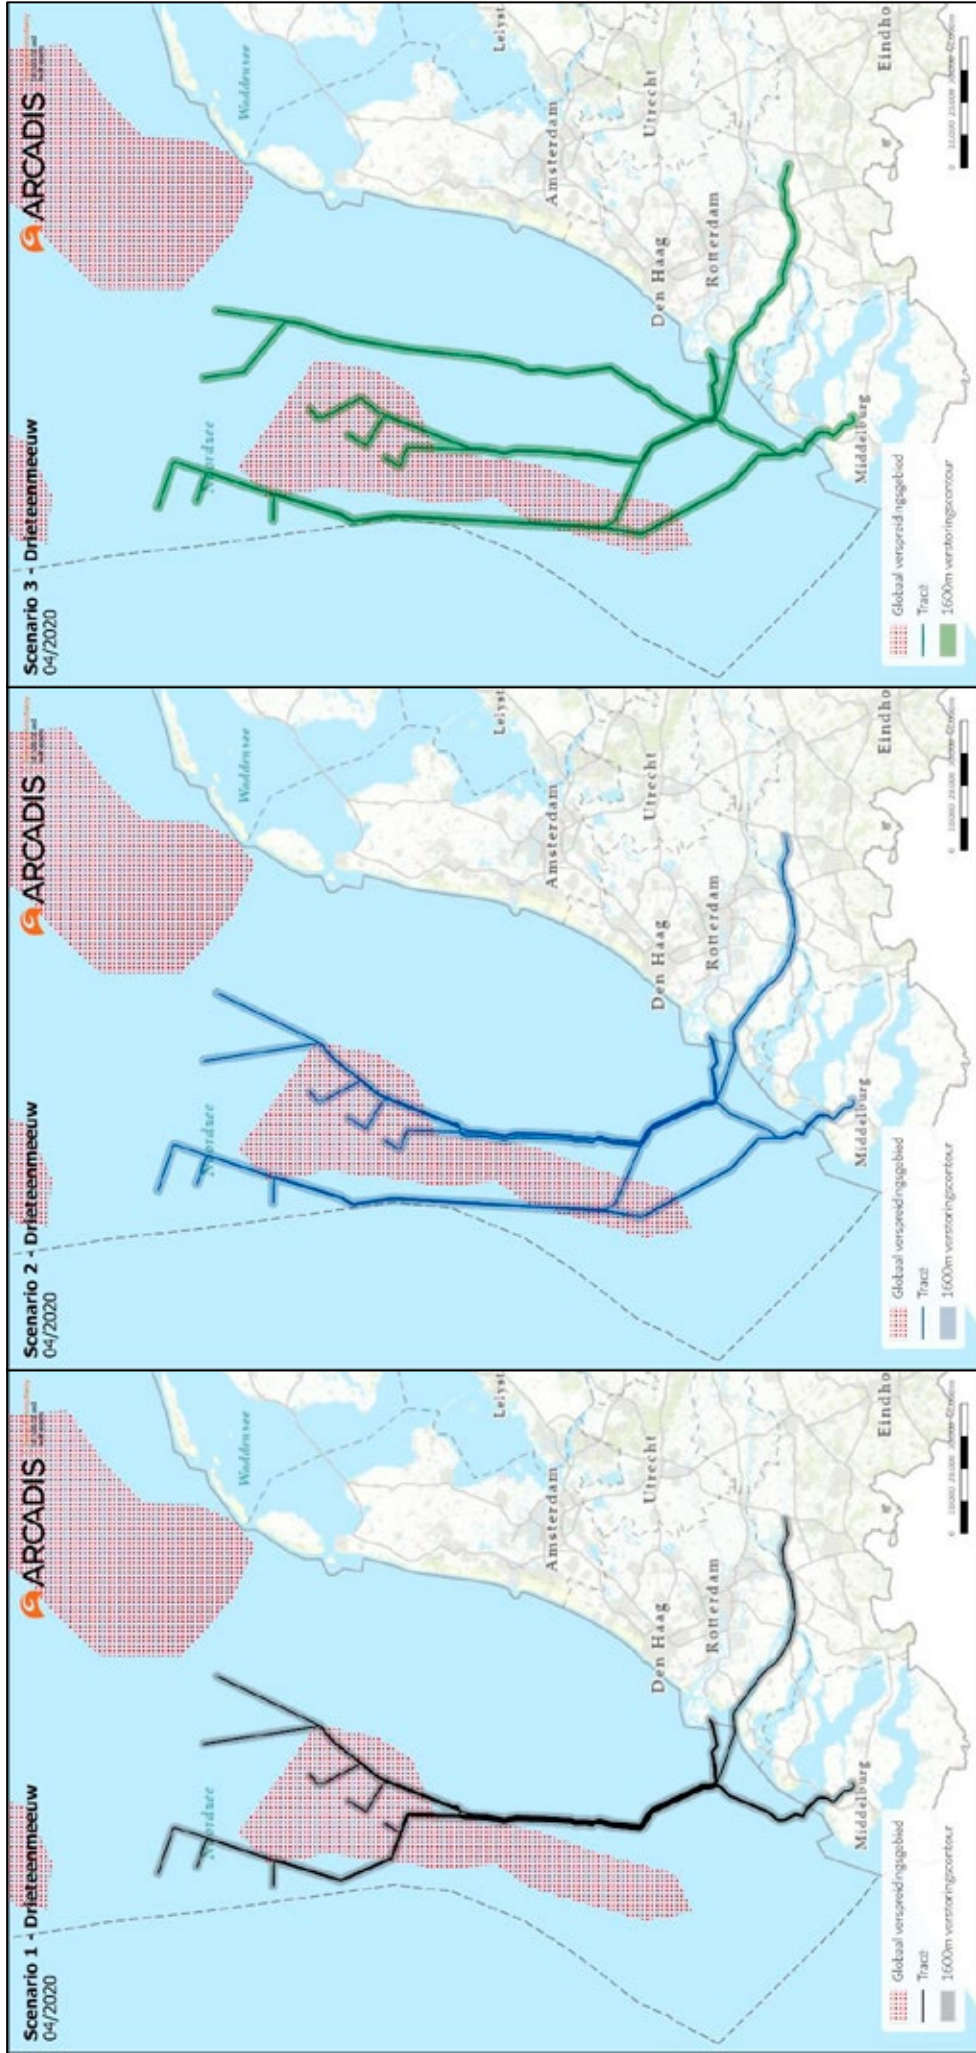 Scenario 1 - Drieteenmeeuw
04/2020
ARCADIS
Noordzee
Waddenzee
Lelyst
Amsterdam
Utrecht
Den Haag
Rotterdam
Middelburg
Eindho
Globaal verspreidingsgebied
Tracé
1600m verstoringscontour
Scenario 2 - Drieteenmeeuw
04/2020
ARCADIS
Noordzee
Waddenzee
Lelyst
Amsterdam
Utrecht
Den Haag
Rotterdam
Middelburg
Eindho
Globaal verspreidingsgebied
Tracé
1600m verstoringscontour
Scenario 3 - Drieteenmeeuw
04/2020
ARCADIS
Noordzee
Waddenzee
Lelyst
Amsterdam
Utrecht
Den Haag
Rotterdam
Middelburg
Eindho
Globaal verspreidingsgebied
Tracé
1600m verstoringscontour